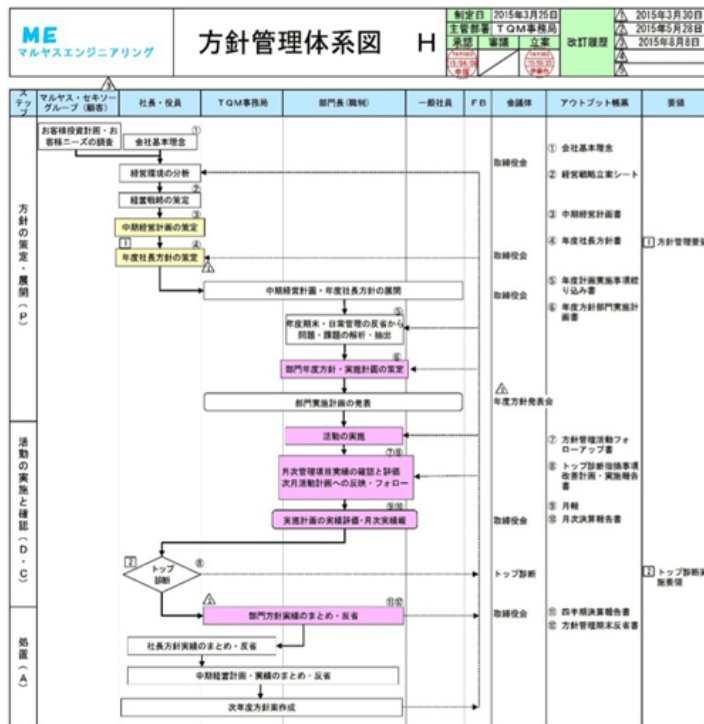 ME
マルヤスエンジニアリング
方針管理体系図 H
制定日 2015年3月25日
主管部署 TQM事務局
承認 審議 立案
改訂履歴
1 2015年3月30日
2 2015年5月28日
3 2015年8月8日
4
5
3
ステップ マルヤス・セキソーグループ(顧客) 社長・役員 TQM事務局 部門長(職制) 一般社員 FB 会議体 アウトプット帳票 要領
方針の策定・展開(P)
お客様投資計画・お
客様ニーズの調査
①
会社基本理念
取締役会
① 会社基本理念
経営環境の分析
②
経営戦略の策定
② 経営戦略立案シート
③
中期経営計画の策定
③ 中期経営計画書
1 ④
年度社長方針の策定
取締役会
④ 年度社長方針書
1 方針管理要領
中期経営計画・年度社長方針の展開
取締役会
⑤ 年度計画実施事項絞
り込み書
⑤
年度期末・日常管理の反省から
問題・課題の解析・抽出
⑥ 年度方針部門実施計
画書
⑥
部門年度方針・実施計画の策定
部門実施計画の発表
年度方針発表会
活動の実施と確認(D・C)
活動の実施
⑦ 方針管理活動フォ
ローアップ書
⑦⑧
月次管理項目実績の確認と評価
次月活動計画への反映・フォロー
⑧ トップ診断指摘事項
改善計画・実施報告
書
⑨⑩
実施計画の実績評価・月次実績報
取締役会
⑨ 月報
⑩ 月次決算報告書
2 ⑧
トップ
診断
トップ診断
2 トップ診断実
施要領
処置(A)
⑪⑫
部門方針実績のまとめ・反省
取締役会
⑪ 四半期決算報告書
⑫ 方針管理期末反省書
社長方針実績のまとめ・反省
中期経営計画・実績のまとめ・反省
次年度方針案作成